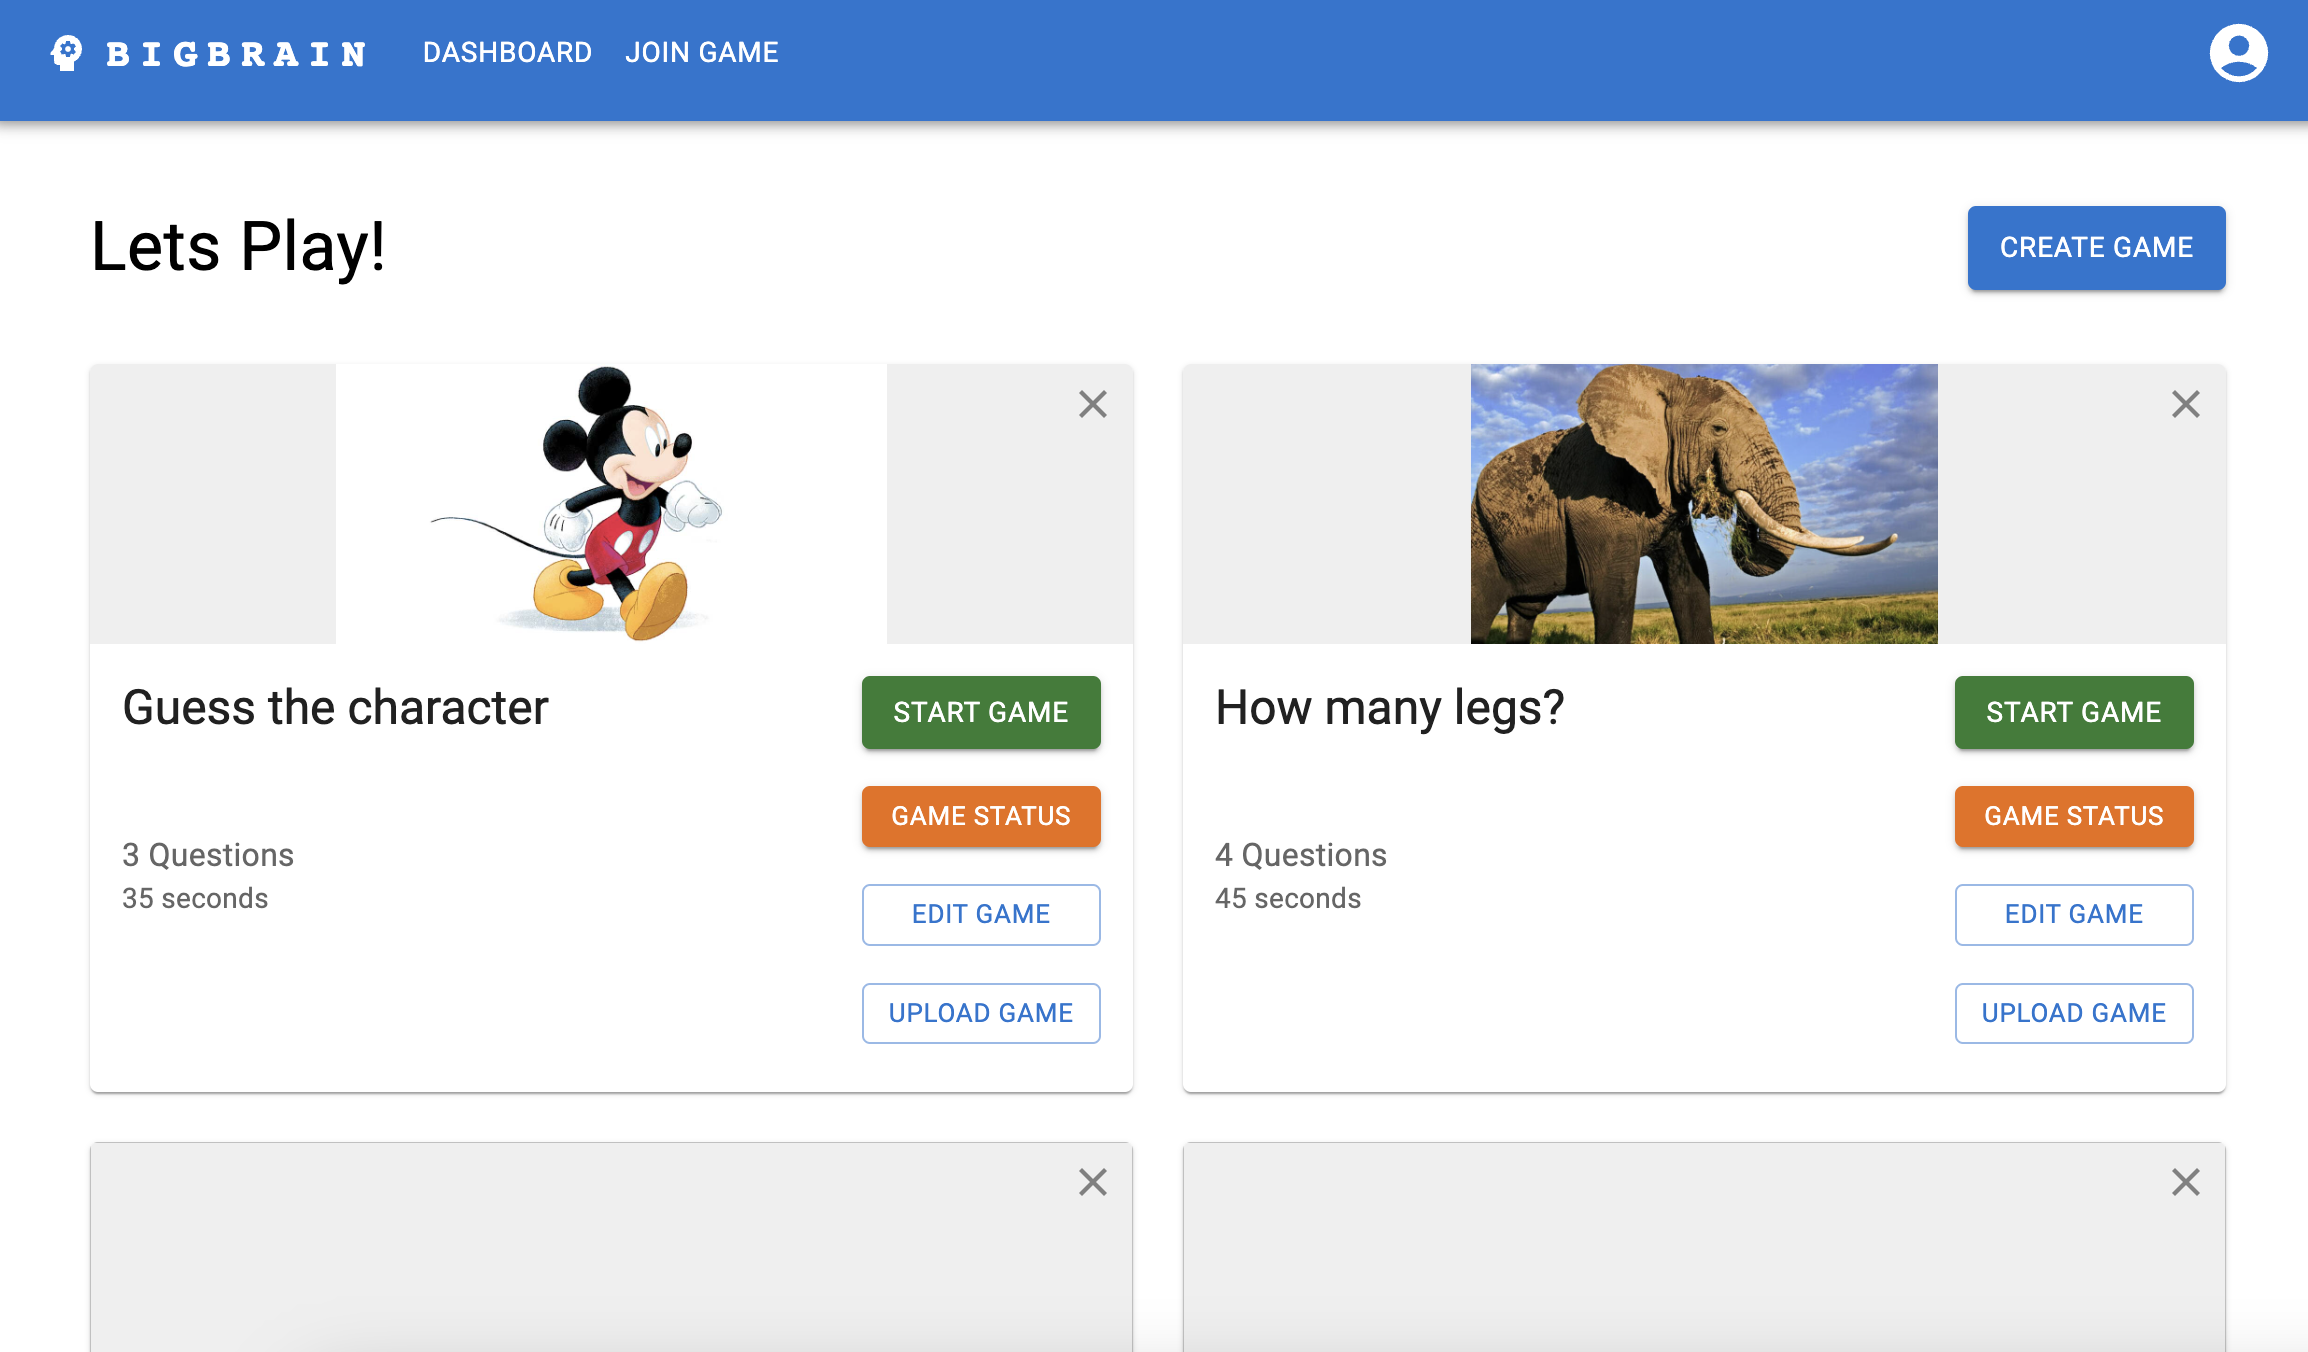 BIGBRAIN DASHBOARD JOIN GAME
Lets Play!
CREATE GAME
Guess the character
START GAME
GAME STATUS
3 Questions
35 seconds
EDIT GAME
UPLOAD GAME
How many legs?
START GAME
GAME STATUS
4 Questions
45 seconds
EDIT GAME
UPLOAD GAME